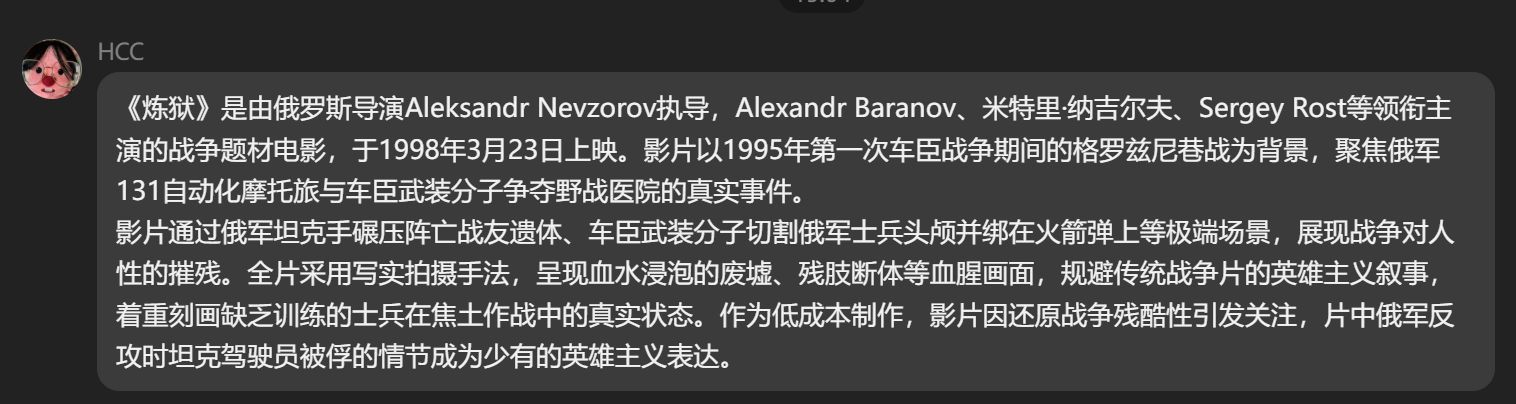 HCC
《炼狱》是由俄罗斯导演Aleksandr Nevzorov执导，Alexandr Baranov、米特里·纳吉尔夫、Sergey Rost等领衔主
演的战争题材电影，于1998年3月23日上映。影片以1995年第一次车臣战争期间的格罗兹尼巷战为背景，聚焦俄军
131自动化摩托旅与车臣武装分子争夺野战医院的真实事件。
影片通过俄军坦克手碾压阵亡战友遗体、车臣武装分子切割俄军士兵头颅并绑在火箭弹上等极端场景，展现战争对人
性的摧残。全片采用写实拍摄手法，呈现血水浸泡的废墟、残肢断体等血腥画面，规避传统战争片的英雄主义叙事，
着重刻画缺乏训练的士兵在焦土作战中的真实状态。作为低成本制作，影片因还原战争残酷性引发关注，片中俄军反
攻时坦克驾驶员被俘的情节成为少有的英雄主义表达。